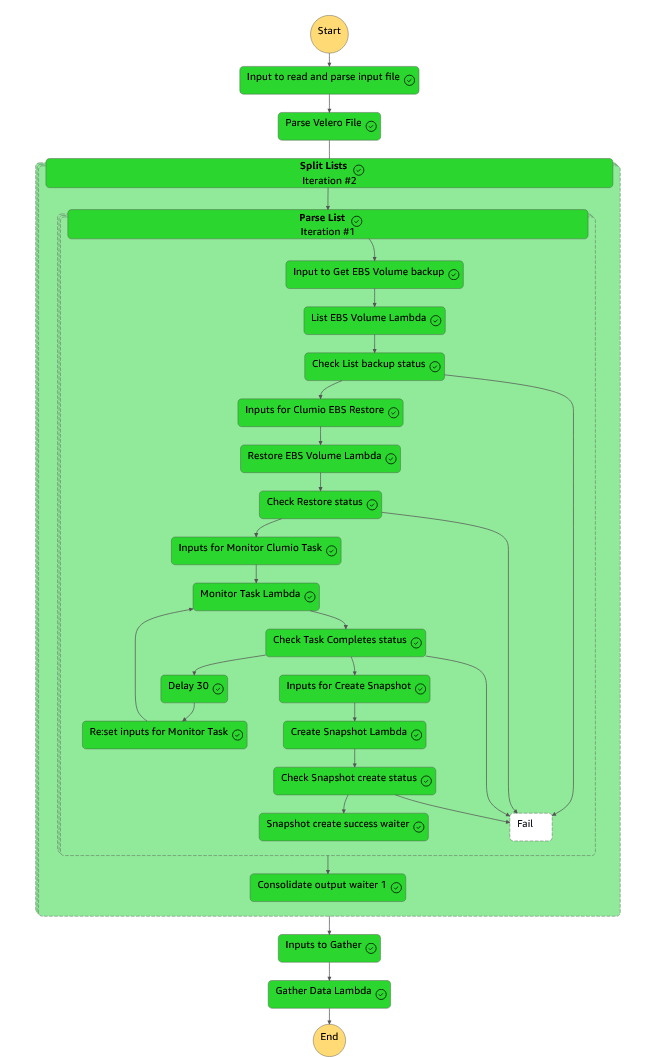 Start
Input to read and parse input file
Parse Velero File
Split Lists
Iteration #2
Parse List
Iteration #1
Input to Get EBS Volume backup
List EBS Volume Lambda
Check List backup status
Inputs for Clumio EBS Restore
Restore EBS Volume Lambda
Check Restore status
Inputs for Monitor Clumio Task
Monitor Task Lambda
Check Task Completes status
Delay 30
Inputs for Create Snapshot
Re:set inputs for Monitor Task
Create Snapshot Lambda
Check Snapshot create status
Snapshot create success waiter
Fail
Consolidate output waiter 1
Inputs to Gather
Gather Data Lambda
End